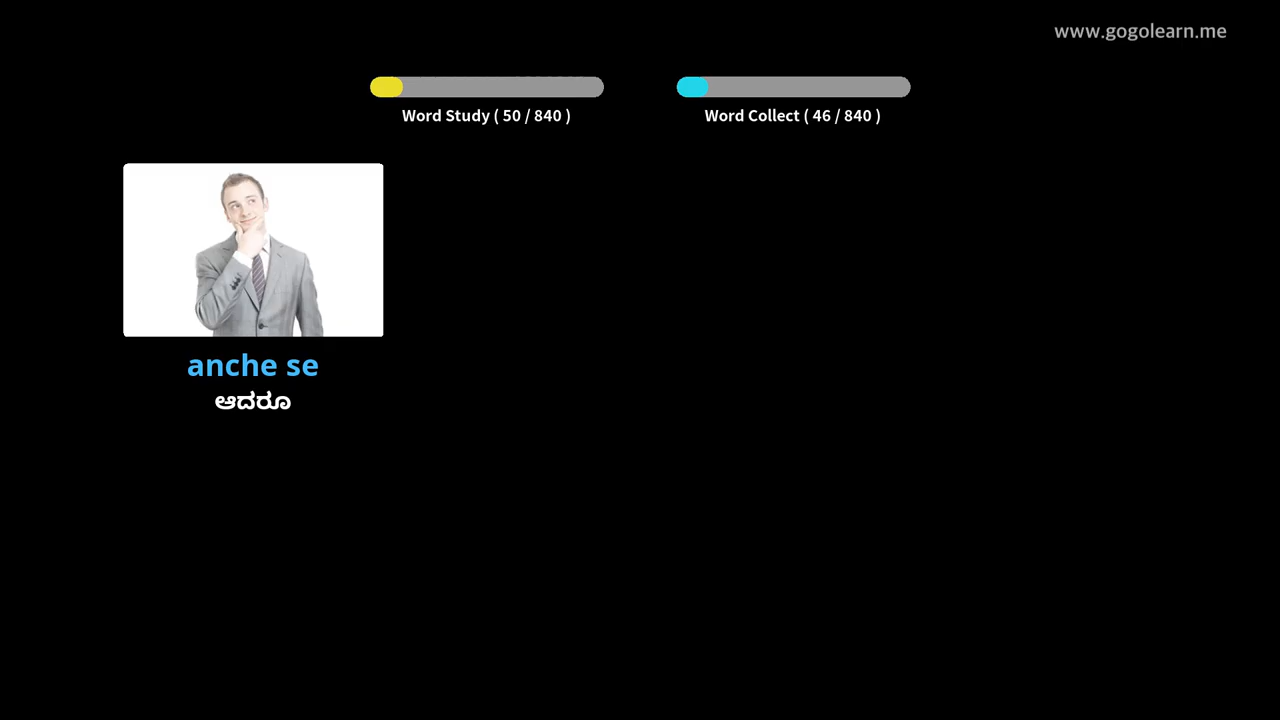 www.gogolearn.me
Word Study ( 50 / 840 )
Word Collect ( 46 / 840 )
anche se
ಆದರೂ